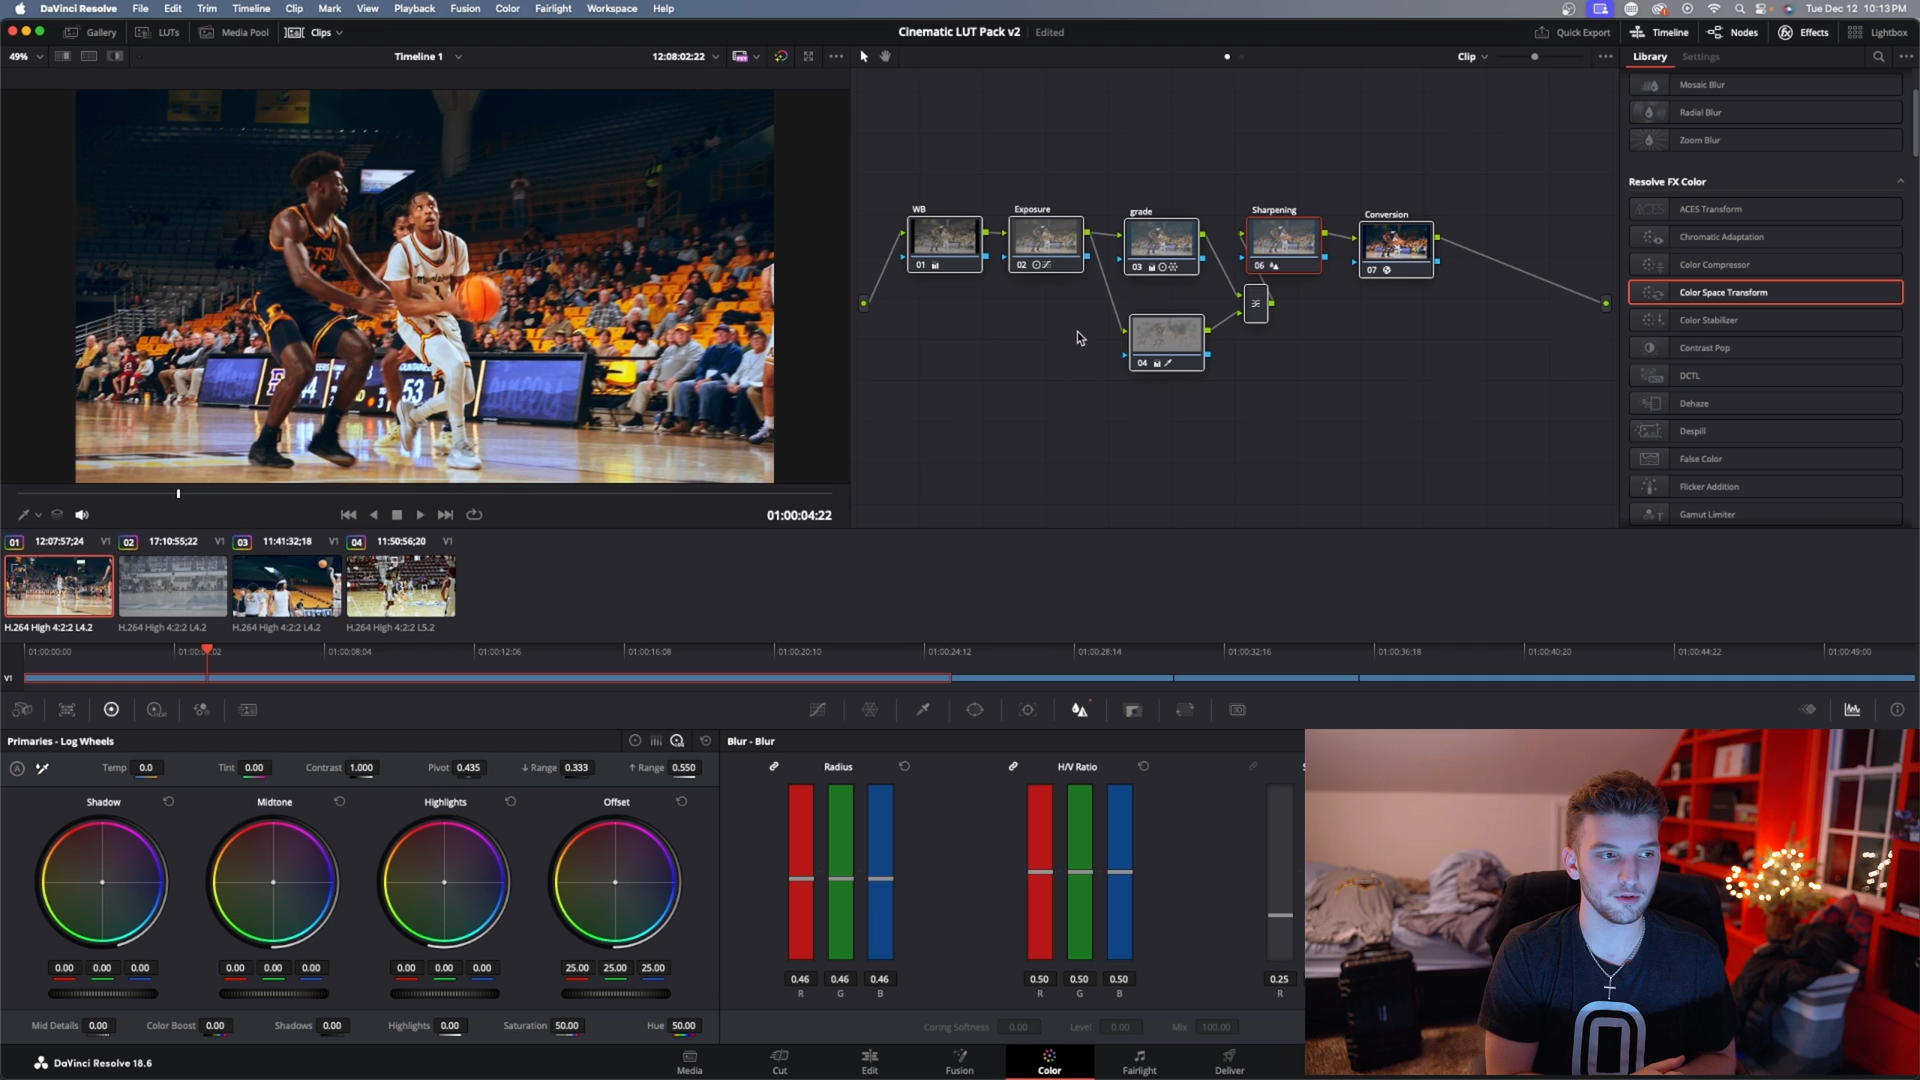 DaVinci Resolve File Edit Trim Timeline Clip Mark View Playback Fusion Color Fairlight Workspace Help Tue Dec 12 10:13 PM
Gallery LUTs Media Pool Clips Cinematic LUT Pack v2 Edited Quick Export Timeline Nodes Effects Lightbox
49% Timeline 1 12:08:02:22 Clip Library Settings
Mosaic Blur
Radial Blur
Zoom Blur
Resolve FX Color
ACES Transform
Chromatic Adaptation
Color Compressor
Color Space Transform
Color Stabilizer
Contrast Pop
DCTL
Dehaze
Despill
False Color
Flicker Addition
Gamut Limiter
WB Exposure grade Sharpening Conversion
01 02 03 06 07
04
53
01:00:04:22
01 12:07:57;24 V1 02 17:10:55;22 V1 03 11:41:32;18 V1 04 11:50:56;20 V1
H.264 High 4:2:2 L4.2 H.264 High 4:2:2 L4.2 H.264 High 4:2:2 L4.2 H.264 High 4:2:2 L5.2
01:00:00:00 01:00:08:04 01:00:12:06 01:00:16:08 01:00:20:10 01:00:24:12 01:00:28:14 01:00:32:16 01:00:36:18 01:00:40:20 01:00:44:22 01:00:49:00
V1
Primaries - Log Wheels Blur - Blur
Temp 0.0 Tint 0.00 Contrast 1.000 Pivot 0.435 ↓ Range 0.333 ↑ Range 0.550 Radius H/V Ratio
Shadow Midtone Highlights Offset
0.00 0.00 0.00 0.00 0.00 0.00 0.00 0.00 0.00 25.00 25.00 25.00 0.46 0.46 0.46 0.50 0.50 0.50 0.25
R G B R G B R
Mid Details 0.00 Color Boost 0.00 Shadows 0.00 Highlights 0.00 Saturation 50.00 Hue 50.00 Coring Softness 0.00 Level 0.00 Mix 100.00
DaVinci Resolve 18.6 Media Cut Edit Fusion Color Fairlight Deliver